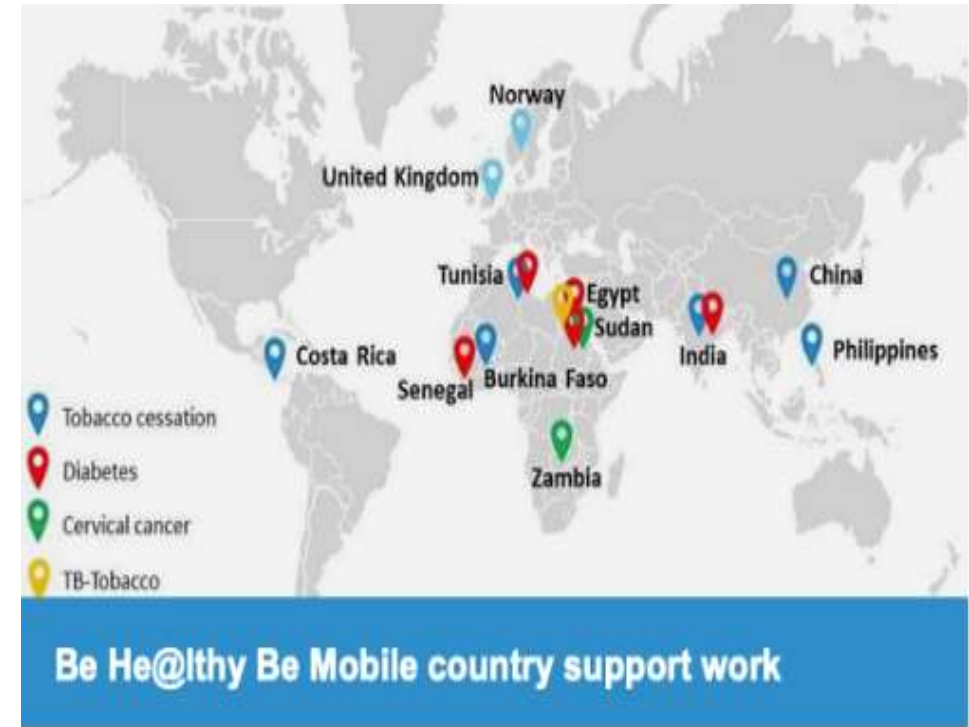 Norway
United Kingdom
Tunisia
Egypt
Sudan
China
India
Philippines
Costa Rica
Senegal
Burkina Faso
Zambia
Tobacco cessation
Diabetes
Cervical cancer
TB-Tobacco
Be He@lthy Be Mobile country support work